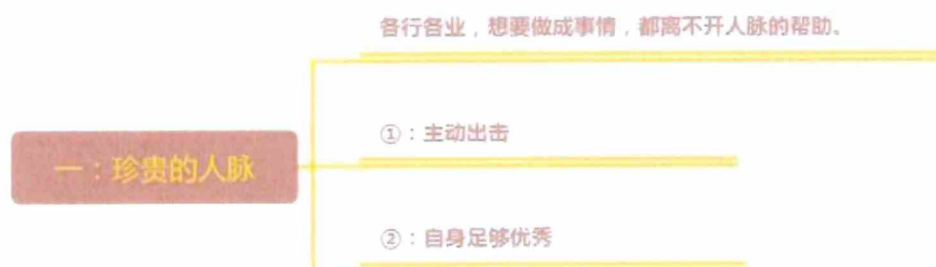 各行各业，想要做成事情，都离不开人脉的帮助。
①：主动出击
一：珍贵的人脉
②：自身足够优秀